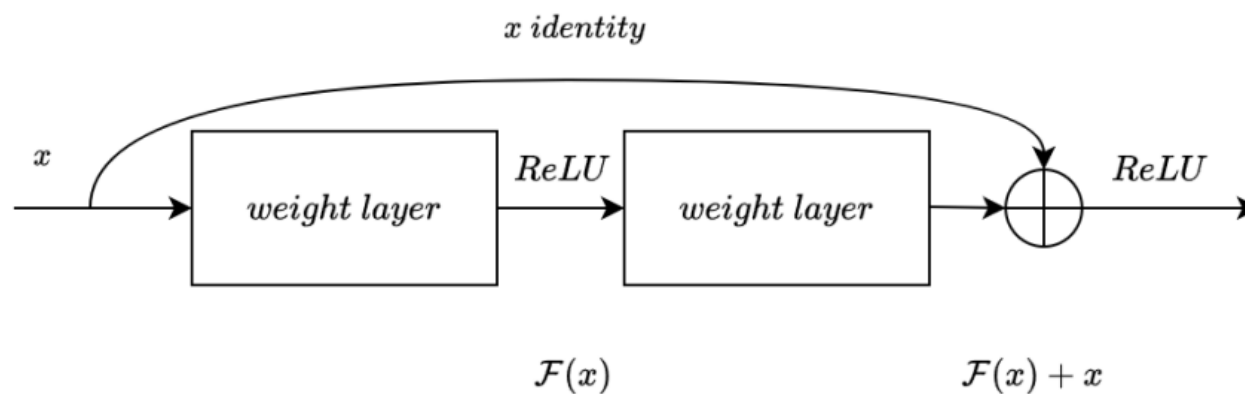 x identity
x
ReLU
ReLU
weight layer
weight layer
F(x)
F(x) + x